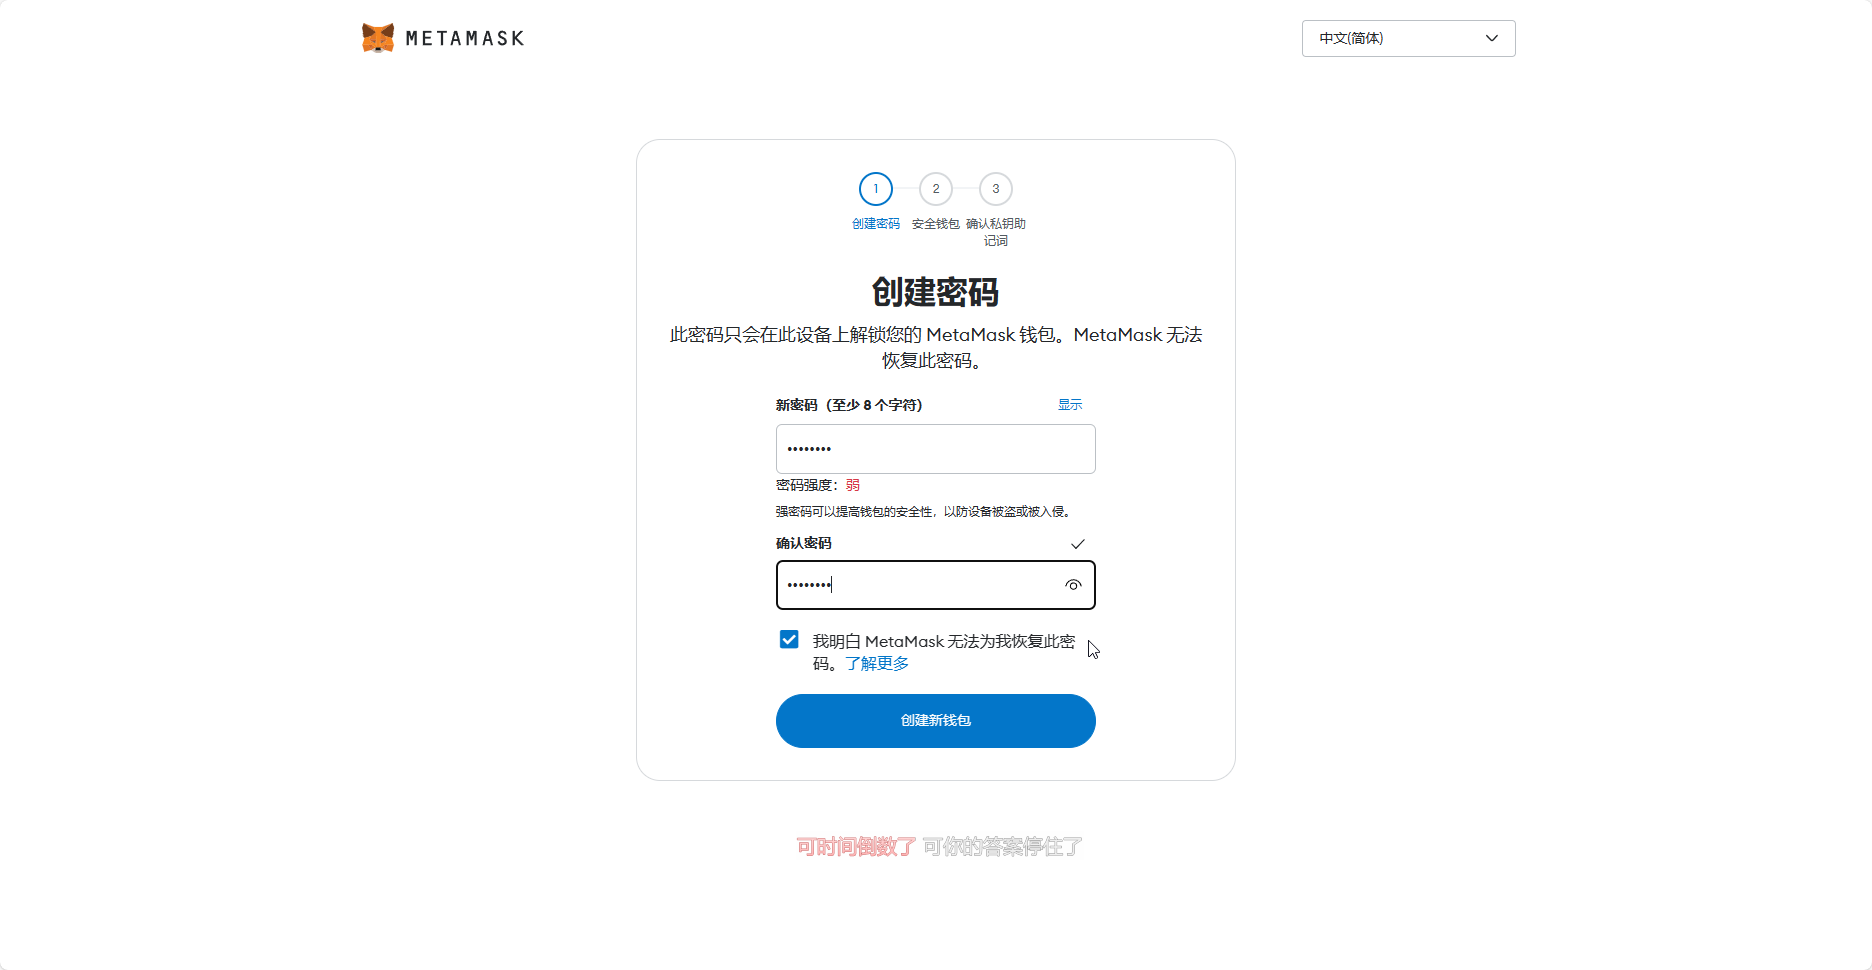 METAMASK
中文(简体)
1
2
3
创建密码
安全钱包
确认私钥助
记词
创建密码
此密码只会在此设备上解锁您的 MetaMask 钱包。MetaMask 无法
恢复此密码。
新密码（至少 8 个字符）
显示
••••••••
密码强度：弱
强密码可以提高钱包的安全性，以防设备被盗或被入侵。
确认密码
••••••••
我明白 MetaMask 无法为我恢复此密
码。了解更多
创建新钱包
可时间倒数了 可你的答案停住了